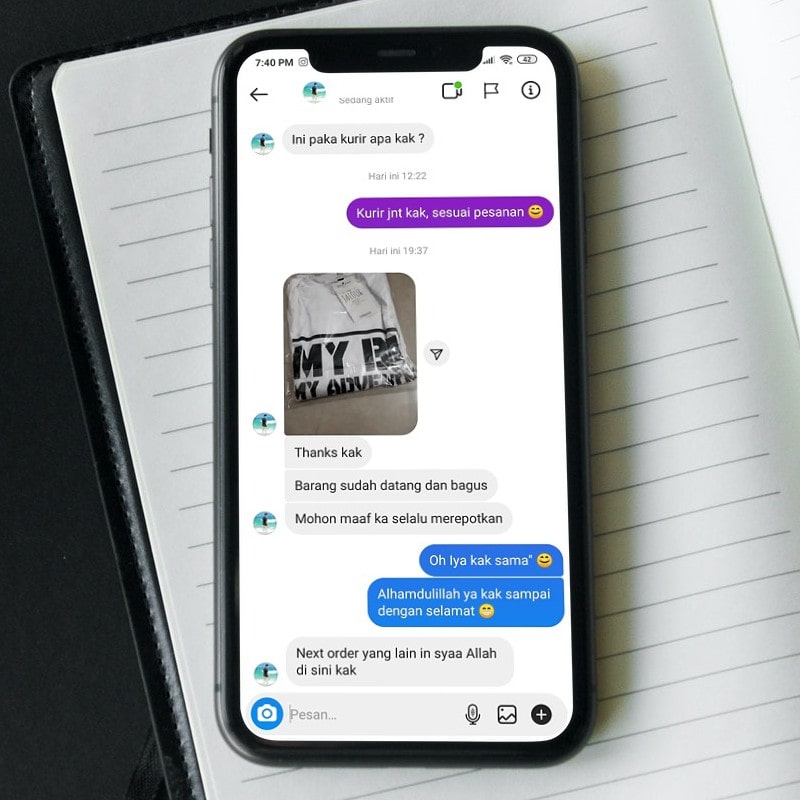 7:40 PM
42
Sedang aktif
Ini paka kurir apa kak ?
Hari ini 12:22
Kurir jnt kak, sesuai pesanan 😊
Hari ini 19:37
MY
MY ADVEN
Thanks kak
Barang sudah datang dan bagus
Mohon maaf ka selalu merepotkan
Oh Iya kak sama" 😊
Alhamdulillah ya kak sampai
dengan selamat 😁
Next order yang lain in syaa Allah
di sini kak
Pesan...